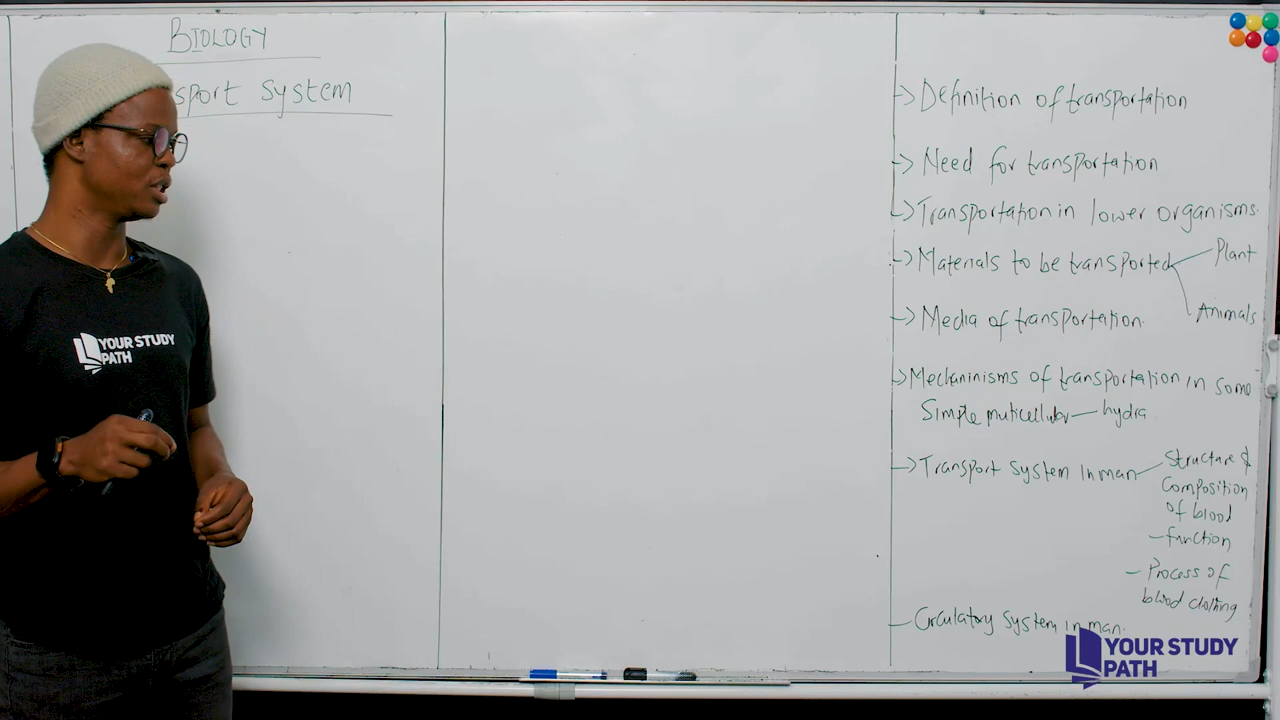 BIOLOGY
sport System
YOUR STUDY
PATH
-> Definition of transportation
-> Need for transportation
-> Transportation in lower organisms.
-> Materials to be transported
Plant
Animals
-> Media of transportation.
-> Mechaninisms of transportation in some
Simple muticellular — hydra
-> Transport system in man
Structure &
Composition
of blood
- function
- Process of
blood clotting
- Circulatory System in man.
YOUR STUDY
PATH